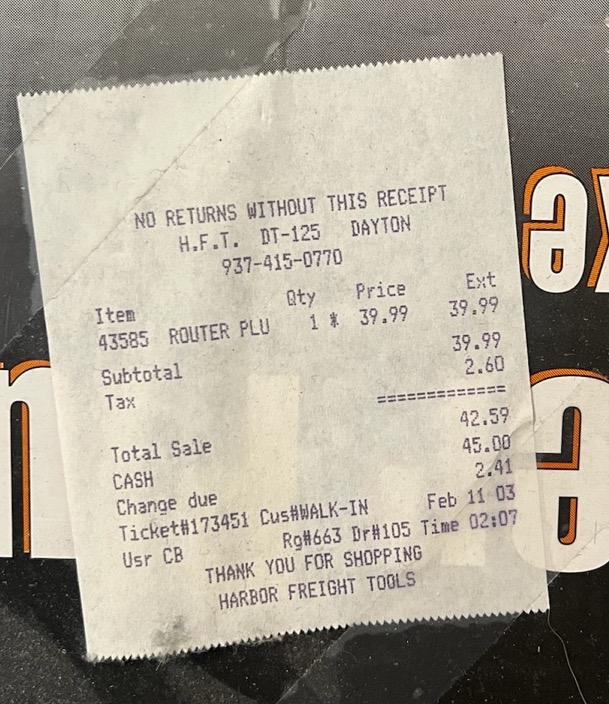 NO RETURNS WITHOUT THIS RECEIPT
H.F.T. DT-125 DAYTON
937-415-0770
Item Qty Price Ext
43585 ROUTER PLU 1 * 39.99 39.99
Subtotal 39.99
Tax 2.60
=============
Total Sale 42.59
CASH 45.00
Change due 2.41
Ticket#173451 Cus#WALK-IN Feb 11 03
Usr CB Rg#663 Dr#105 Time 02:07
THANK YOU FOR SHOPPING
HARBOR FREIGHT TOOLS